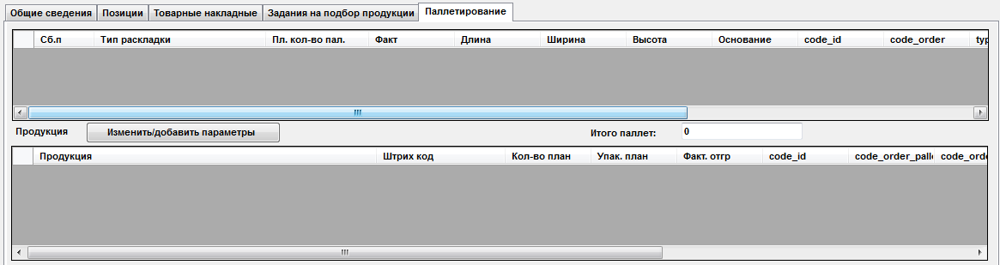 Общие сведения Позиции Товарные накладные Задания на подбор продукции Паллетирование
Сб.п Тип раскладки Пл. кол-во пал. Факт Длина Ширина Высота Основание code_id code_order typ
Продукция Изменить/добавить параметры Итого паллет: 0
Продукция Штрих код Кол-во план Упак. план Факт. отгр code_id code_order_palle code_orde